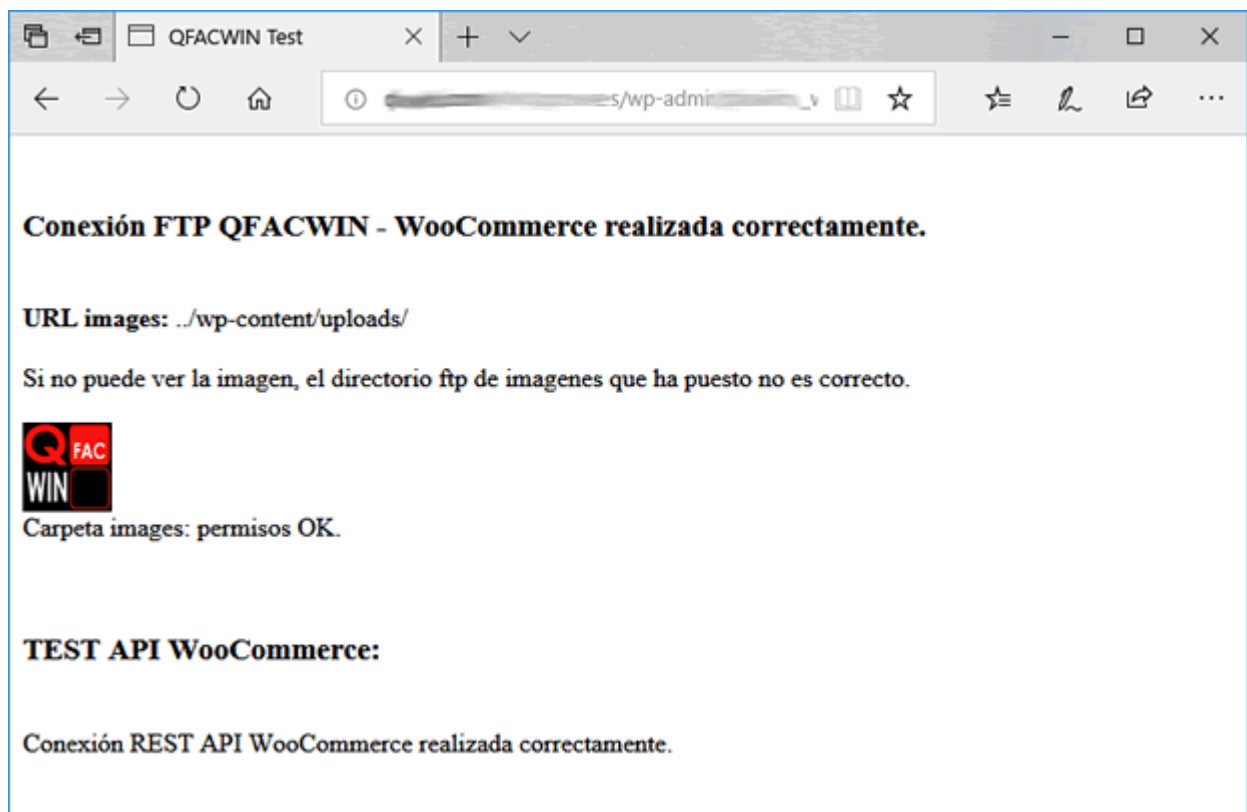 QFACWIN Test
s/wp-admi
Conexión FTP QFACWIN - WooCommerce realizada correctamente.
URL images: ../wp-content/uploads/
Si no puede ver la imagen, el directorio ftp de imagenes que ha puesto no es correcto.
Q FAC
WIN
Carpeta images: permisos OK.
TEST API WooCommerce:
Conexión REST API WooCommerce realizada correctamente.